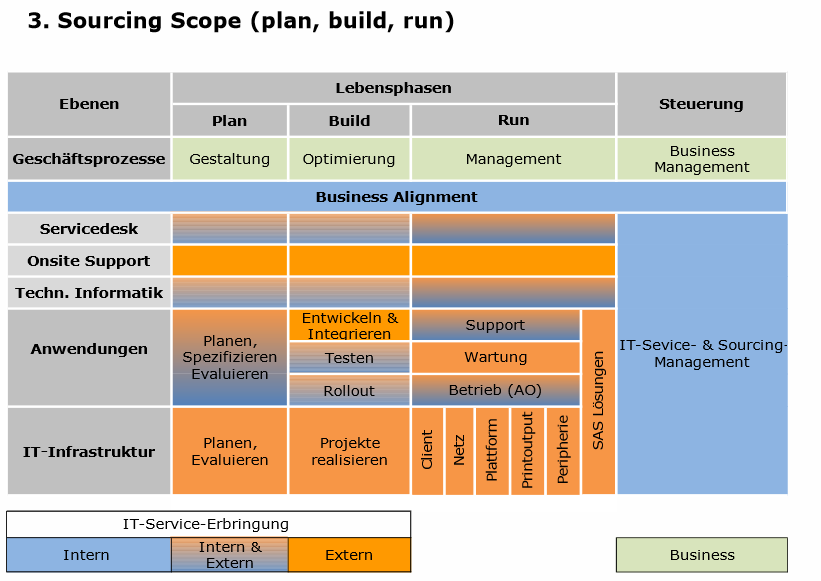 3. Sourcing Scope (plan, build, run)
Ebenen
Lebensphasen
Steuerung
Plan
Build
Run
Geschäftsprozesse
Gestaltung
Optimierung
Management
Business
Management
Business Alignment
Servicedesk
Onsite Support
Techn. Informatik
Anwendungen
Planen,
Spezifizieren
Evaluieren
Entwickeln &
Integrieren
Testen
Rollout
Support
Wartung
Betrieb (AO)
SAS Lösungen
IT-Sevice- & Sourcing-
Management
IT-Infrastruktur
Planen,
Evaluieren
Projekte
realisieren
Client
Netz
Plattform
Printoutput
Peripherie
IT-Service-Erbringung
Intern
Intern &
Extern
Extern
Business